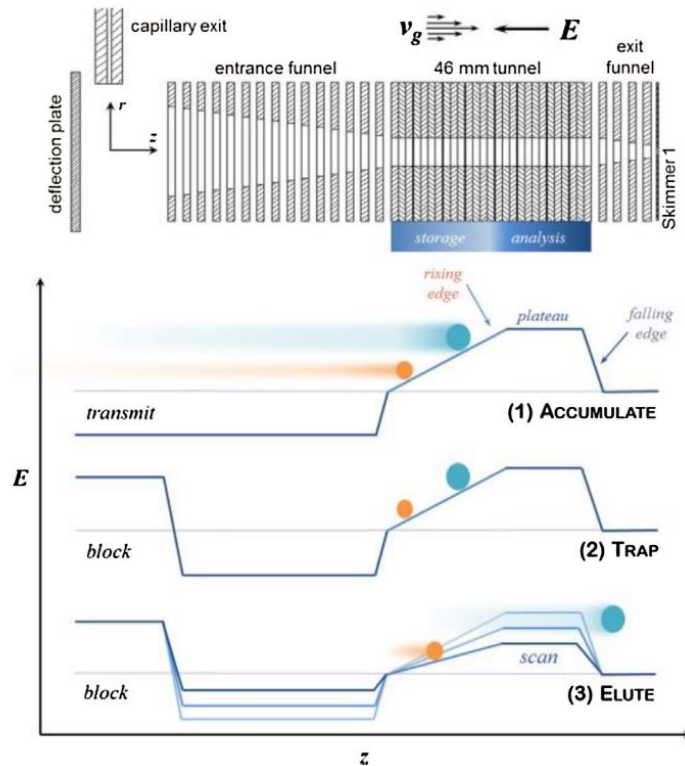 capillary exit
deflection plate
r
entrance funnel
v_g
E
46 mm tunnel
exit
funnel
Skimmer 1
storage
analysis
rising
edge
plateau
falling
edge
transmit
(1) ACCUMULATE
E
block
(2) TRAP
block
scan
(3) ELUTE
z